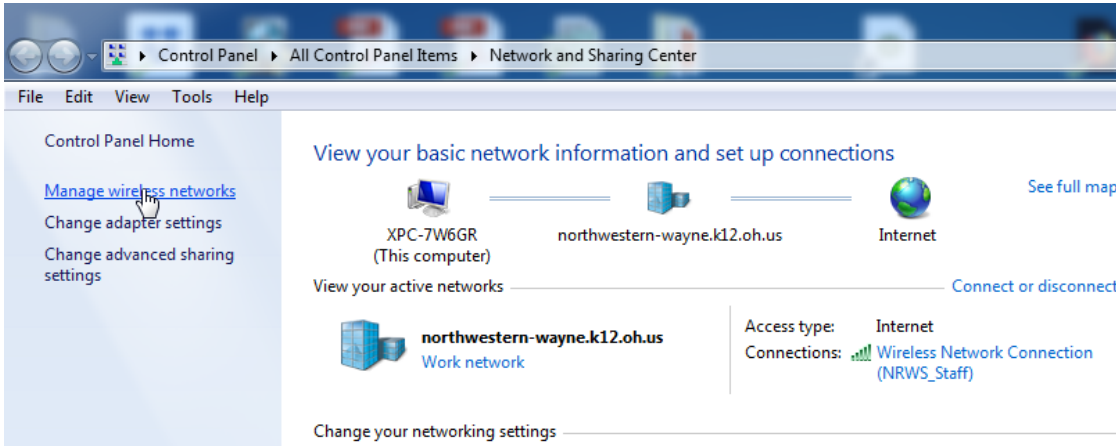 Control Panel ▸ All Control Panel Items ▸ Network and Sharing Center
File Edit View Tools Help
Control Panel Home
Manage wireless networks
Change adapter settings
Change advanced sharing
settings
View your basic network information and set up connections
See full map
XPC-7W6GR
(This computer)
northwestern-wayne.k12.oh.us
Internet
View your active networks
Connect or disconnect
northwestern-wayne.k12.oh.us
Work network
Access type: Internet
Connections: Wireless Network Connection
(NRWS_Staff)
Change your networking settings